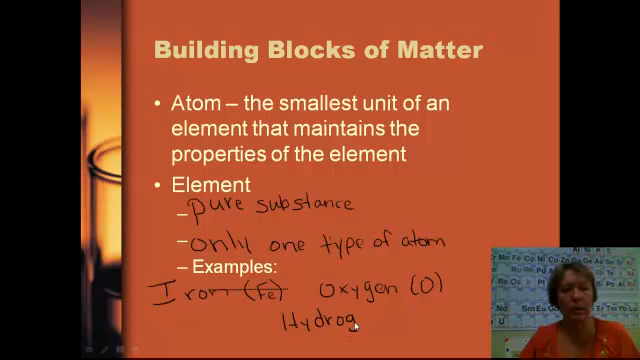 Building Blocks of Matter
• Atom – the smallest unit of an
element that maintains the
properties of the element
• Element
– pure substance
– only one type of atom
– Examples:
Iron (Fe) Oxygen (O)
Hydrog